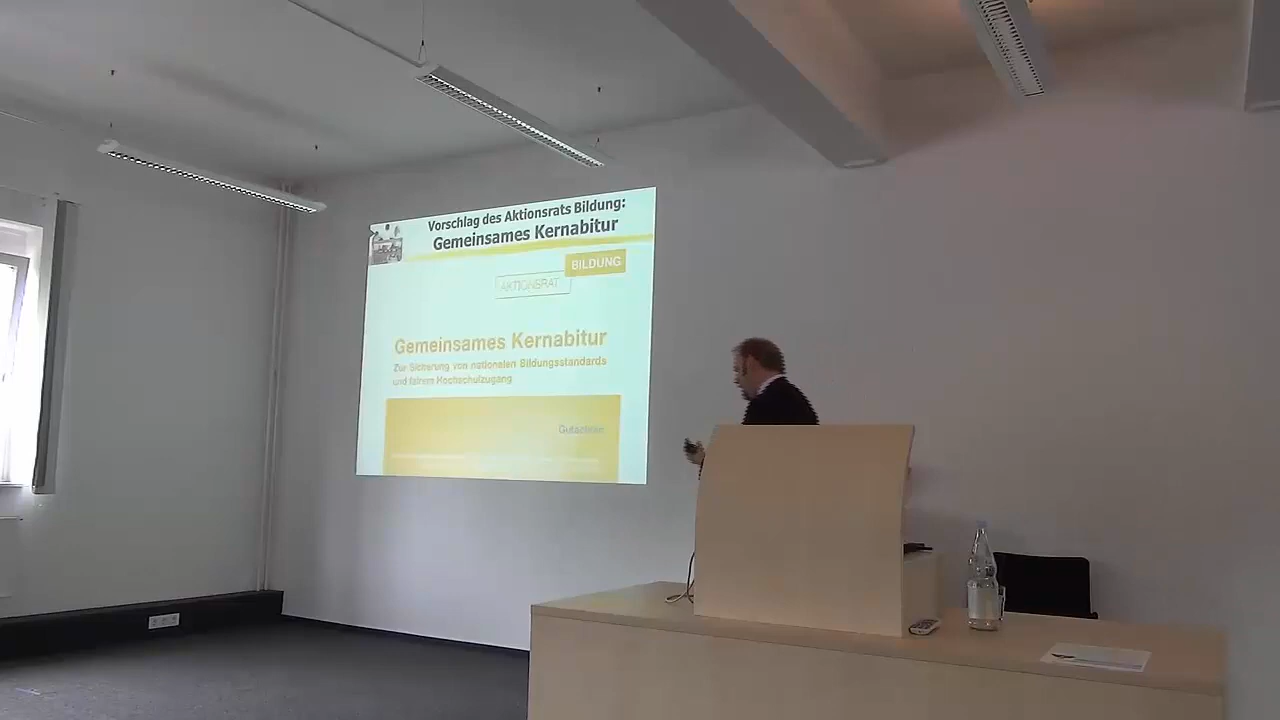 Vorschlag des Aktionsrats Bildung:
Gemeinsames Kernabitur
BILDUNG
AKTIONSRAT
Gemeinsames Kernabitur
Zur Sicherung von nationalen Bildungsstandards
und fairem Hochschulzugang
Gutachten